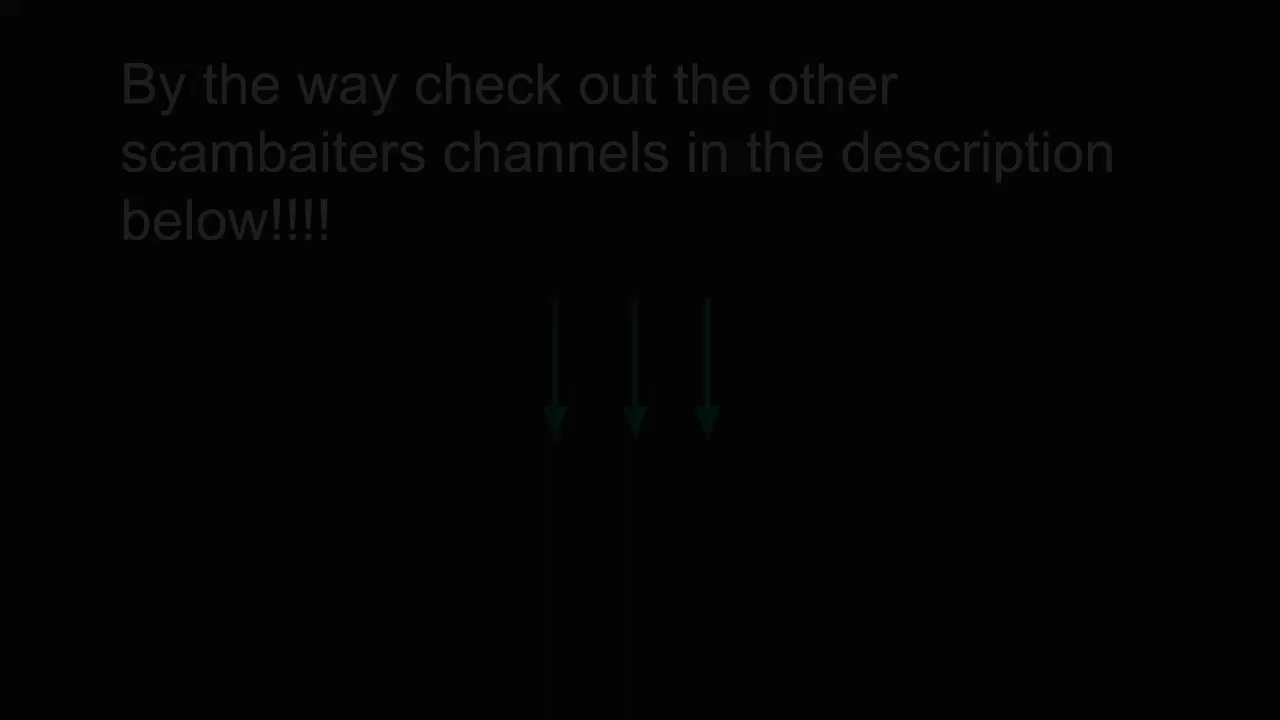 By the way check out the other
scambaiters channels in the description
below!!!!